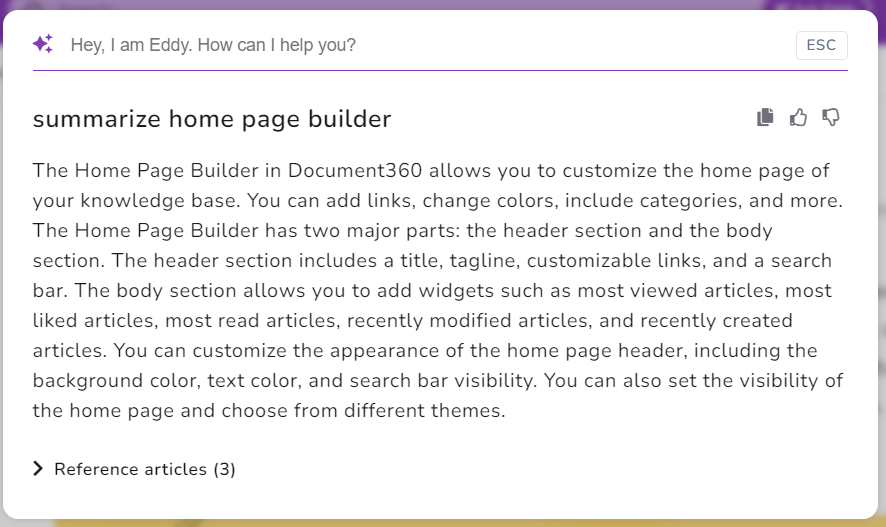 Hey, I am Eddy. How can I help you?
ESC
summarize home page builder
The Home Page Builder in Document360 allows you to customize the home page of
your knowledge base. You can add links, change colors, include categories, and more.
The Home Page Builder has two major parts: the header section and the body
section. The header section includes a title, tagline, customizable links, and a search
bar. The body section allows you to add widgets such as most viewed articles, most
liked articles, most read articles, recently modified articles, and recently created
articles. You can customize the appearance of the home page header, including the
background color, text color, and search bar visibility. You can also set the visibility of
the home page and choose from different themes.
Reference articles (3)